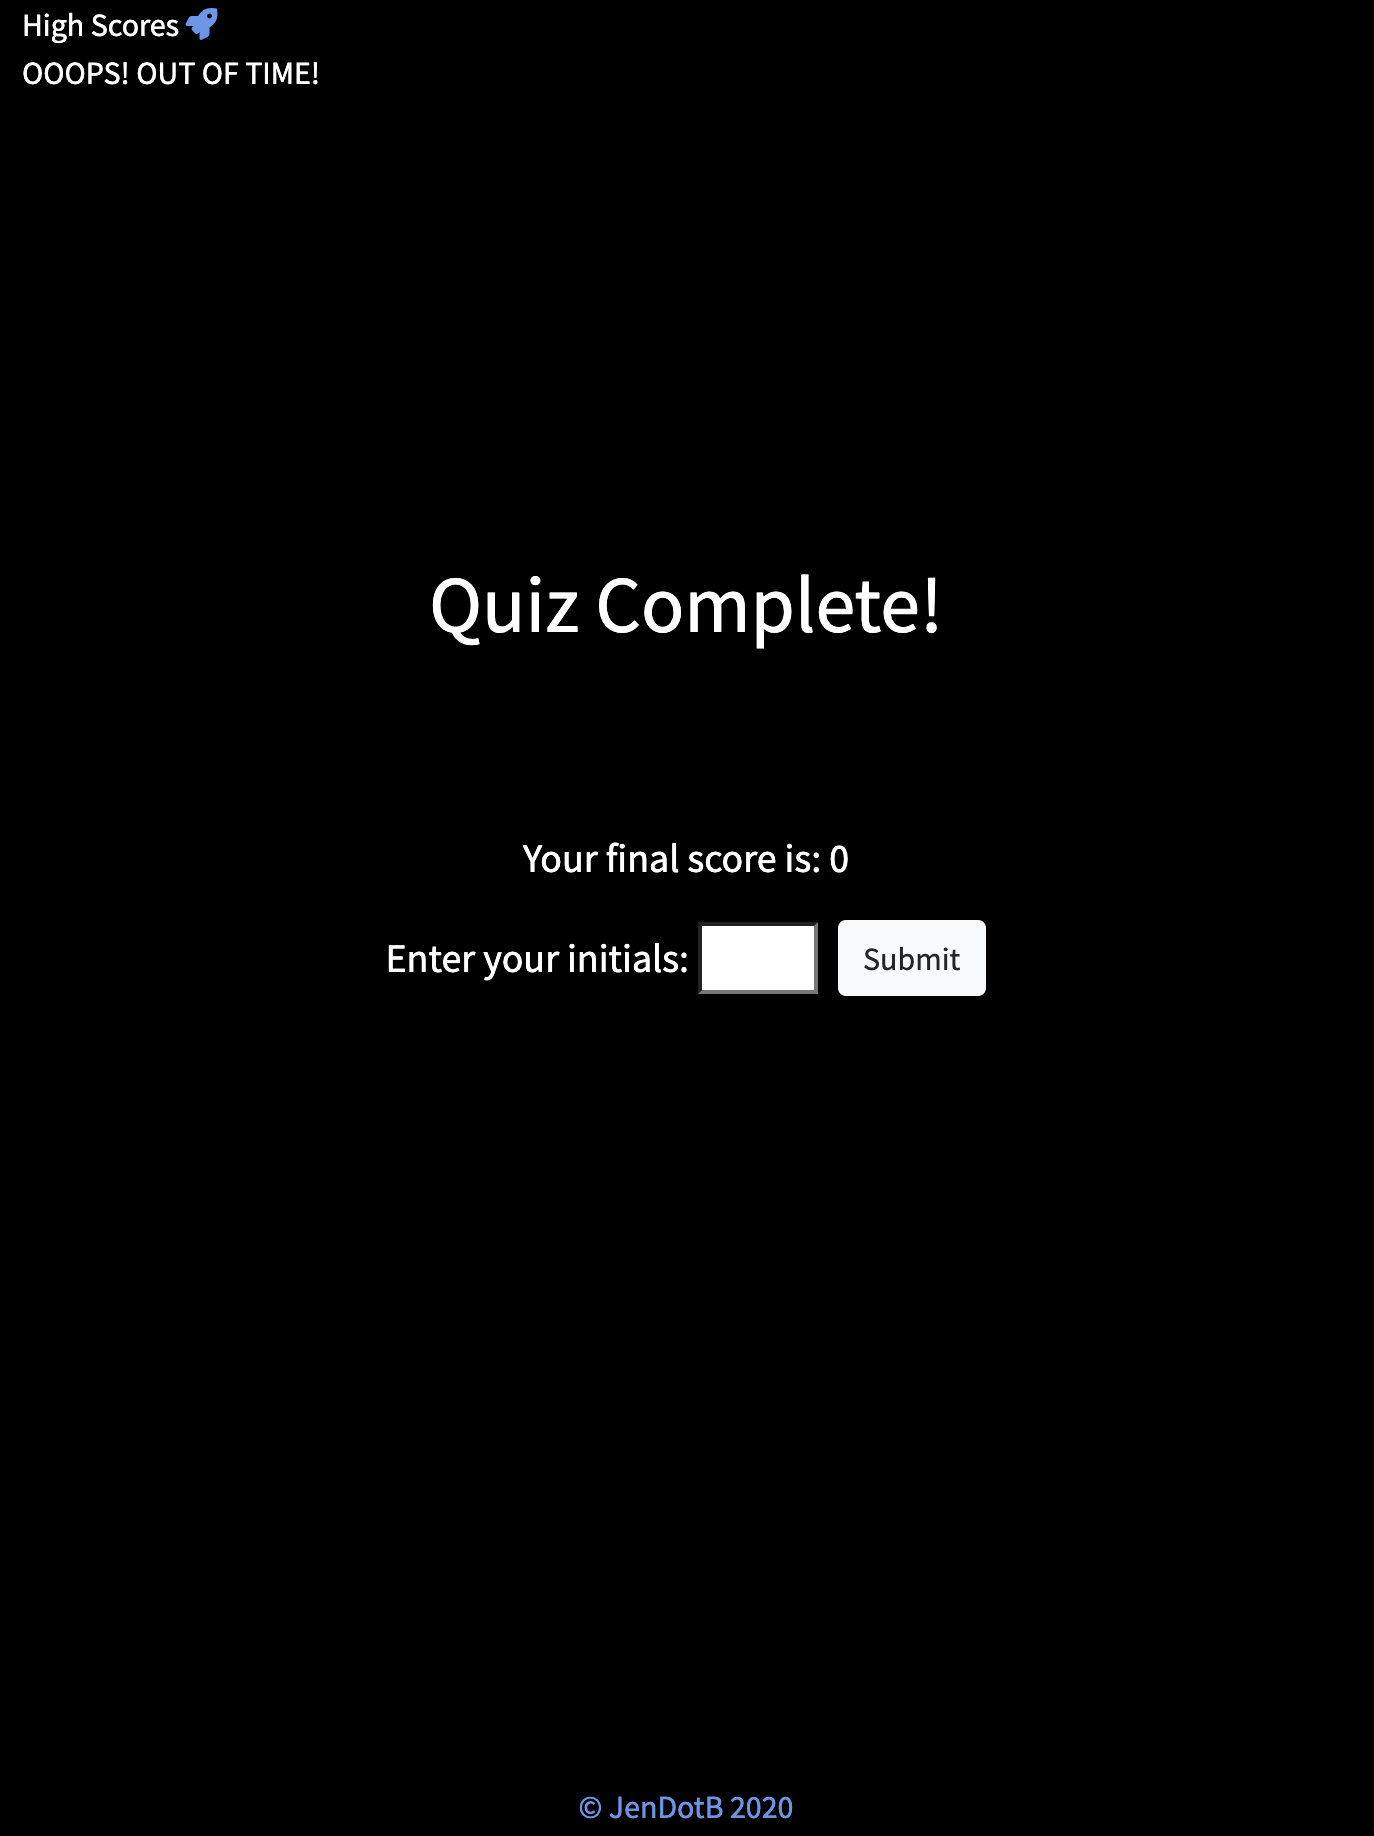 High Scores
OOOPS! OUT OF TIME!
Quiz Complete!
Your final score is: 0
Enter your initials: Submit
© JenDotB 2020